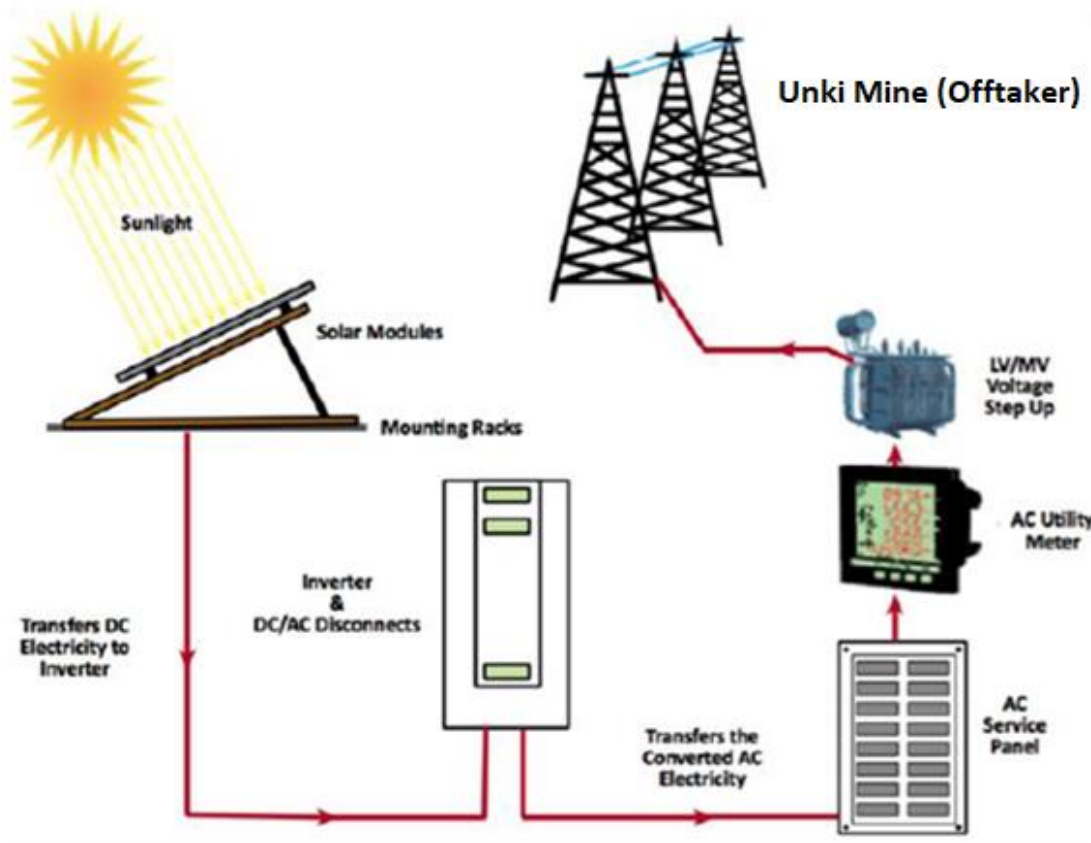 Unki Mine (Offtaker)
Sunlight
Solar Modules
Mounting Racks
LV/MV
Voltage
Step Up
AC Utility
Meter
Inverter
&
DC/AC Disconnects
Transfers DC
Electricity to
Inverter
Transfers the
Converted AC
Electricity
AC
Service
Panel